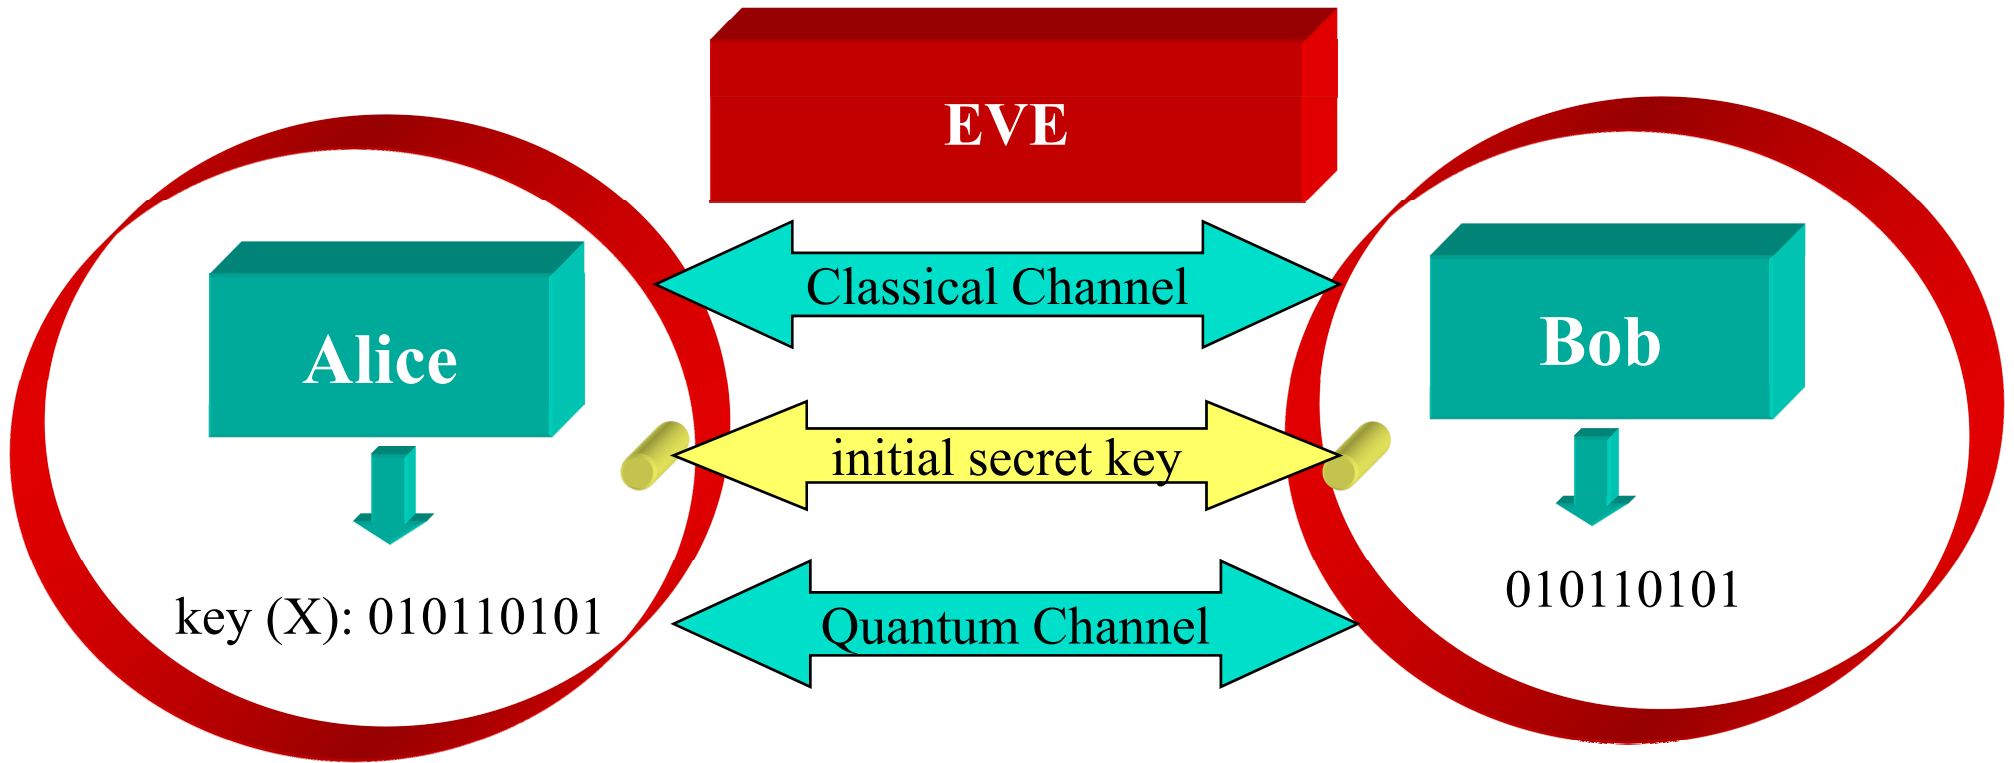 EVE
Classical Channel
Alice
Bob
initial secret key
key (X): 010110101
010110101
Quantum Channel